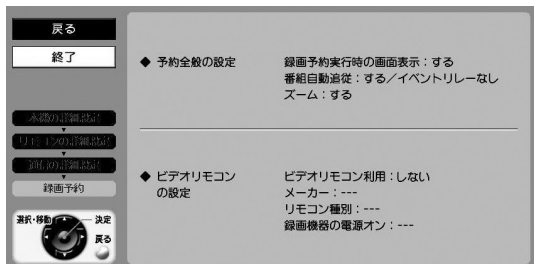 戻る
終了
録画予約
選択・移動
決定
戻る
◆ 予約全般の設定
録画予約実行時の画面表示：する
番組自動追従：する／イベントリレーなし
ズーム：する
◆ ビデオリモコン
の設定
ビデオリモコン利用：しない
メーカー：---
リモコン種別：---
録画機器の電源オン：---